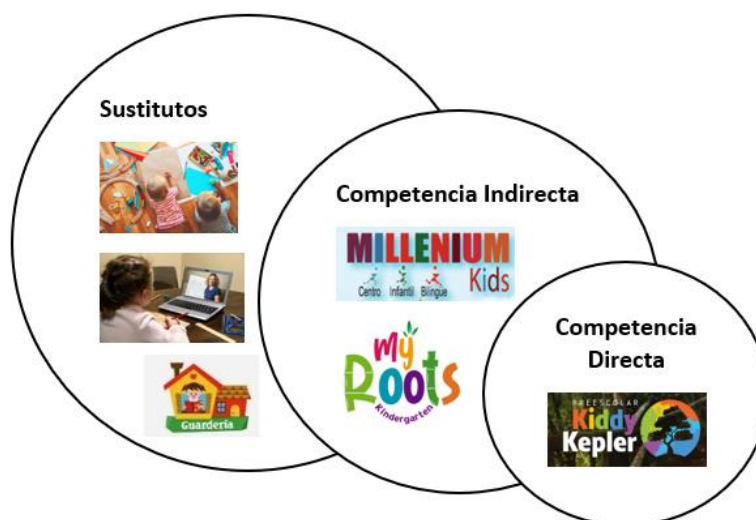 Sustitutos
Guardería
Competencia Indirecta
MILLENIUM
Kids
Centro Infantil Bilingüe
my
Roots
Kindergarten
Competencia
Directa
PREESCOLAR
Kiddy
Kepler